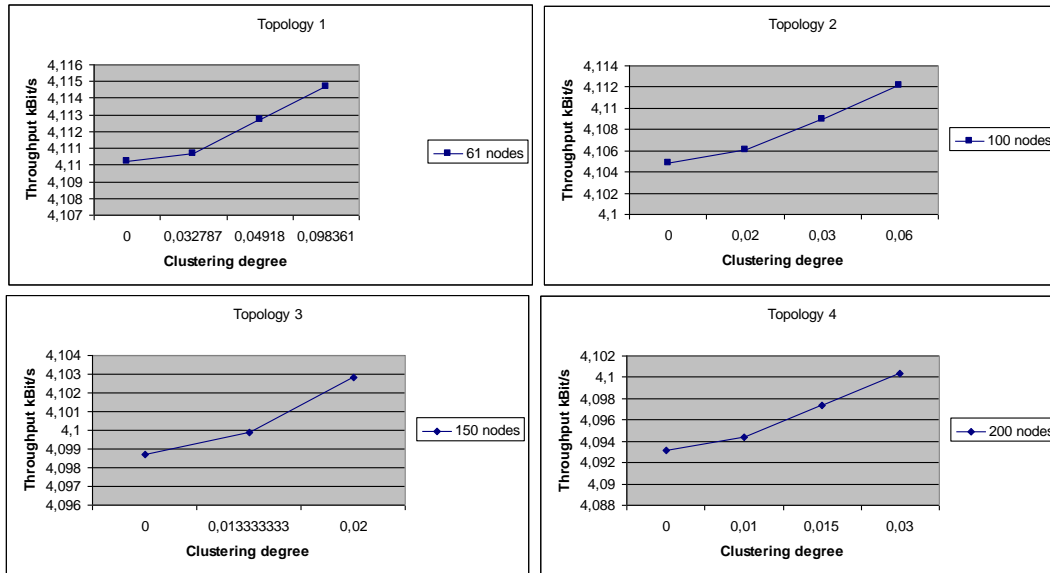 Topology 1
Throughput kBit/s
4,116
4,115
4,114
4,113
4,112
4,111
4,11
4,109
4,108
4,107
0 0,032787 0,04918 0,098361
Clustering degree
61 nodes
Topology 2
Throughput kBit/s
4,114
4,112
4,11
4,108
4,106
4,104
4,102
4,1
0 0,02 0,03 0,06
Clustering degree
100 nodes
Topology 3
Throughput kBit/s
4,104
4,103
4,102
4,101
4,1
4,099
4,098
4,097
4,096
0 0,013333333 0,02
Clustering degree
150 nodes
Topology 4
Throughput kBit/s
4,102
4,1
4,098
4,096
4,094
4,092
4,09
4,088
0 0,01 0,015 0,03
Clustering degree
200 nodes